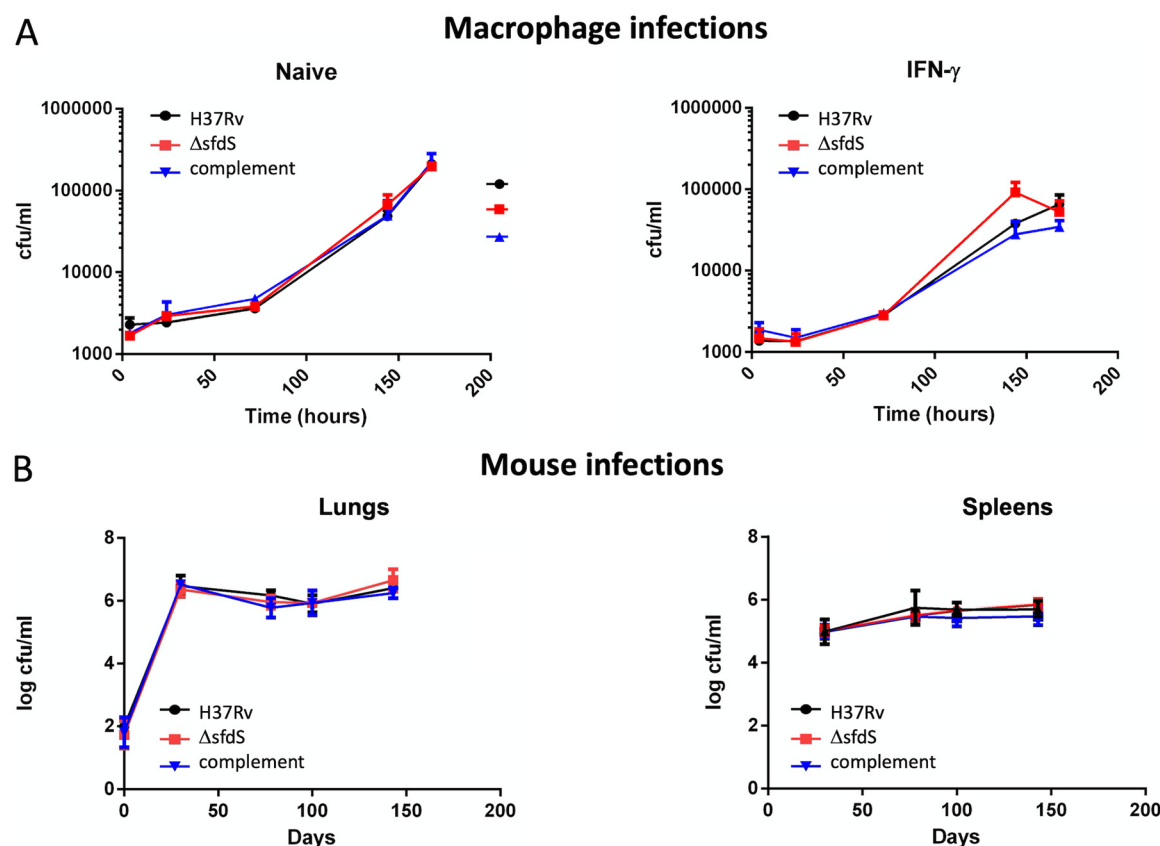 A
Macrophage infections
Naive
1000000
100000
10000
1000
cfu/ml
H37Rv
ΔsfdS
complement
0
50
100
150
200
Time (hours)
IFN-γ
1000000
100000
10000
1000
cfu/ml
H37Rv
ΔsfdS
complement
0
50
100
150
200
Time (hours)
B
Mouse infections
Lungs
8
6
4
2
0
log cfu/ml
H37Rv
ΔsfdS
complement
0
50
100
150
200
Days
Spleens
8
6
4
2
0
log cfu/ml
H37Rv
ΔsfdS
complement
0
50
100
150
200
Days